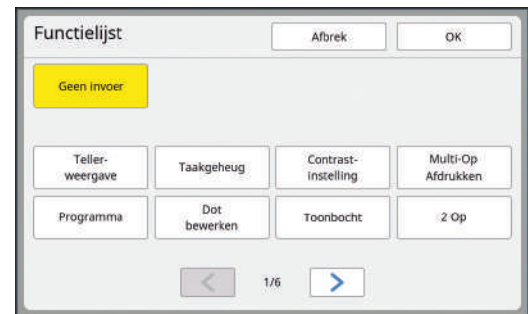 Functielijst
Afbrek
OK
Geen invoer
Teller-
weergave
Taakgeheug
Contrast-
instelling
Multi-Op
Afdrukken
Programma
Dot
bewerken
Toonbocht
2 Op
1/6